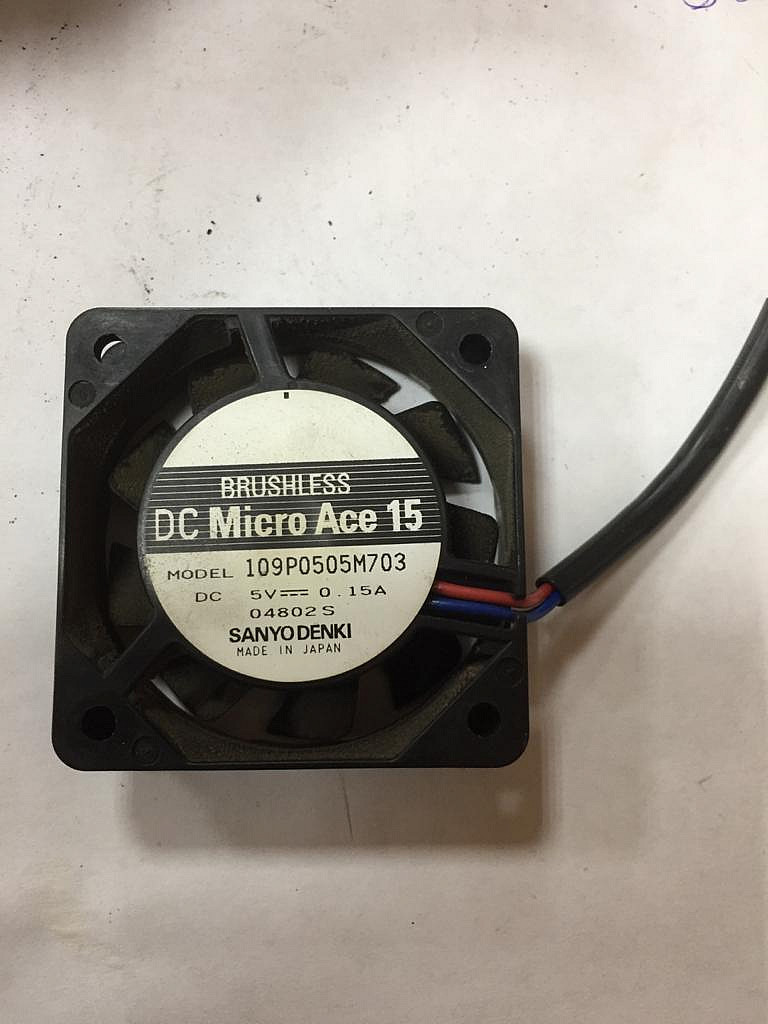 BRUSHLESS
DC Micro Ace 15
MODEL 109P0505M703
DC 5V⎓ 0.15A
04802S
SANYO DENKI
MADE IN JAPAN